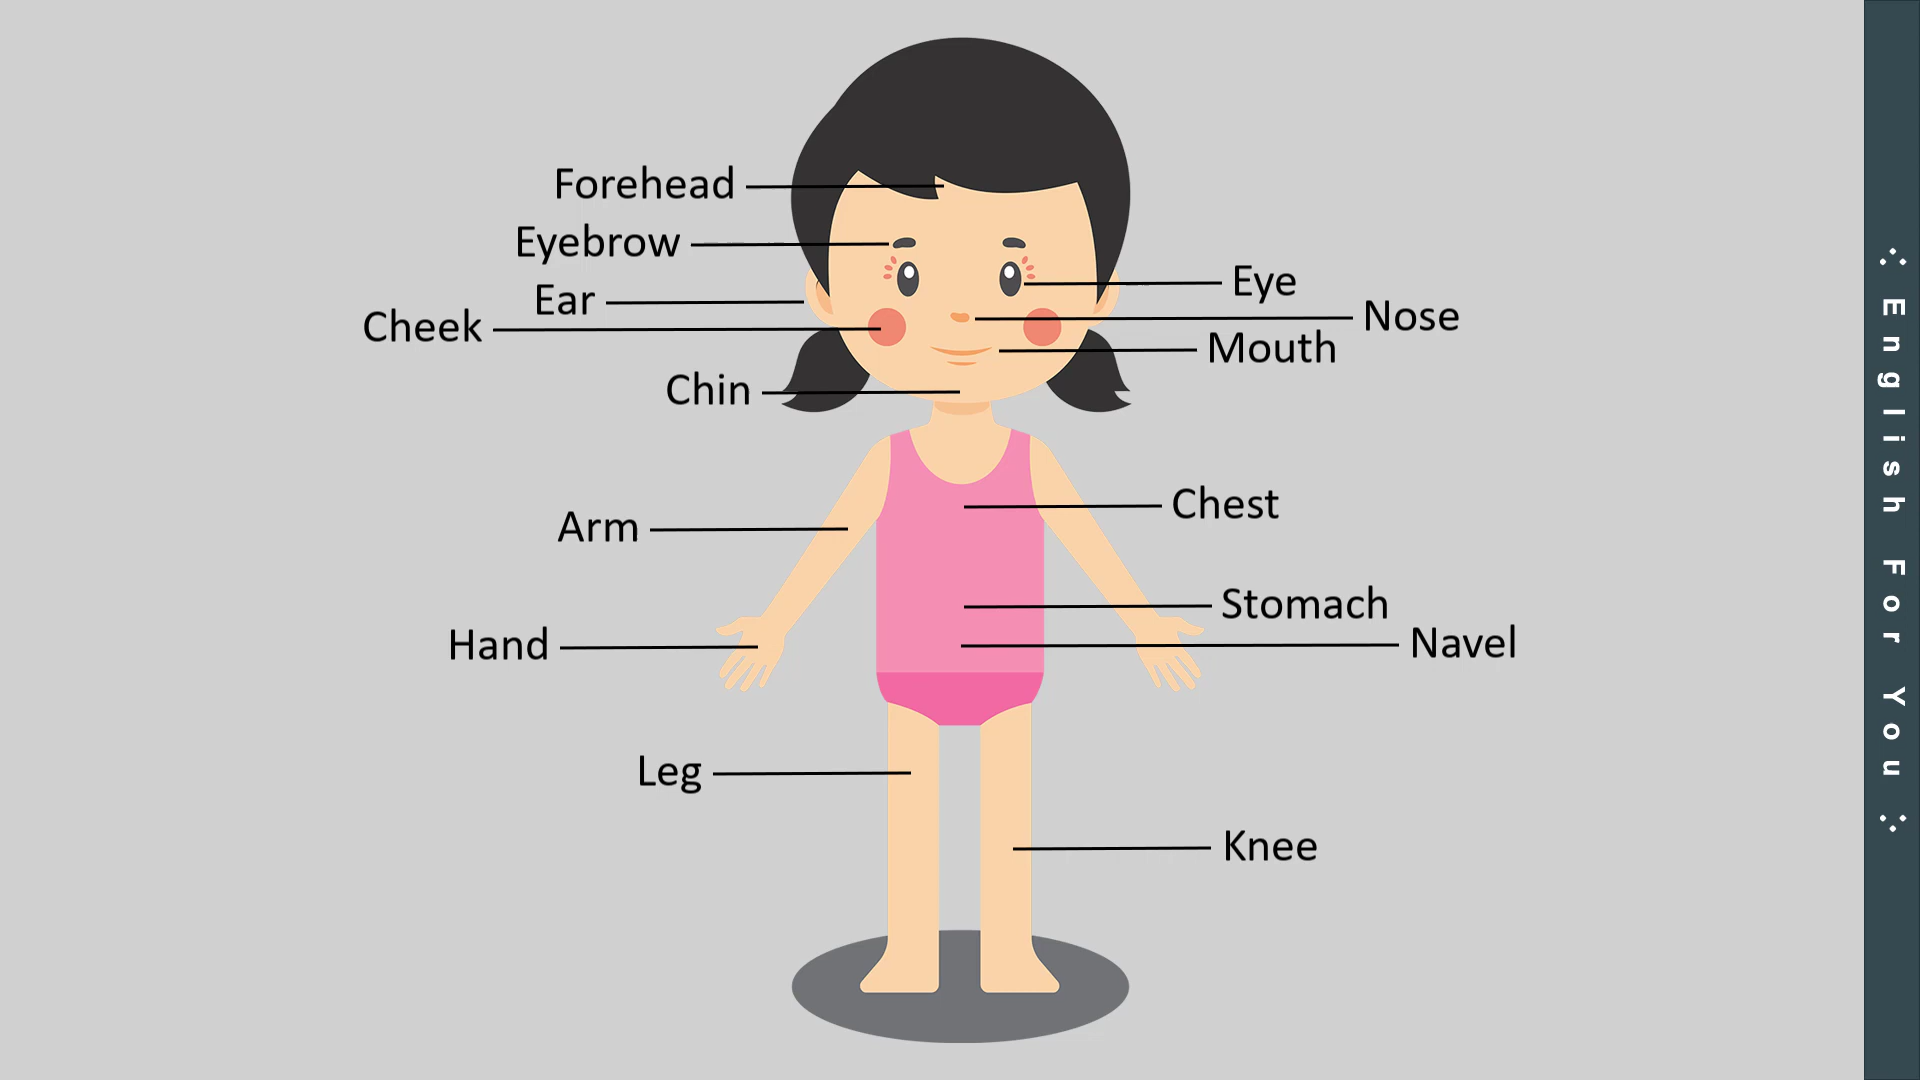 Forehead
Eyebrow
Ear
Cheek
Chin
Eye
Nose
Mouth
Arm
Chest
Hand
Stomach
Navel
Leg
Knee
English For You